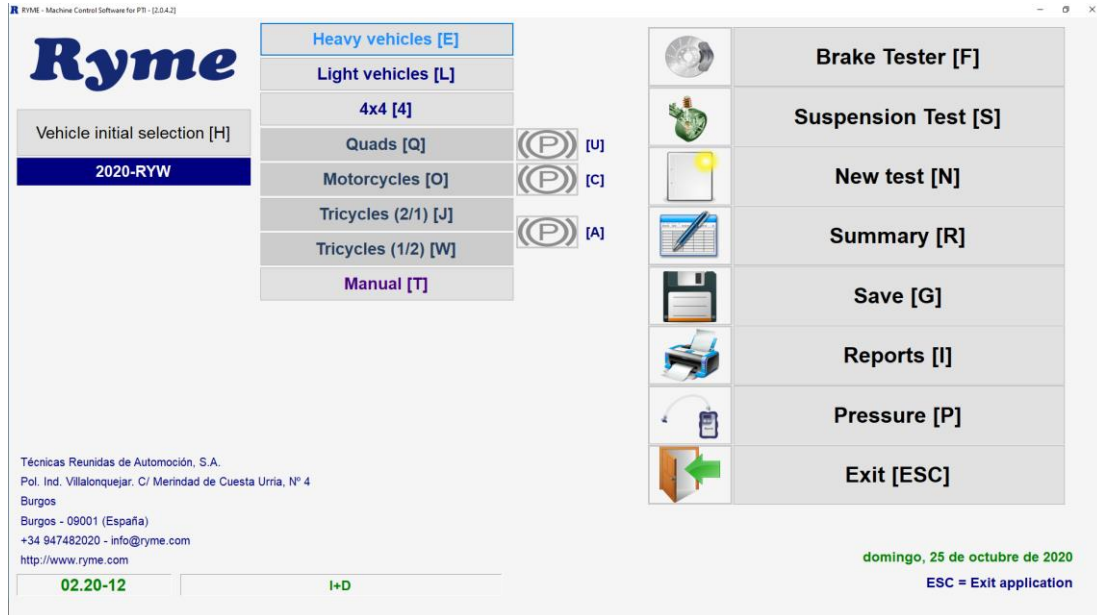 RYME - Machine Control Software for PTI - [2.0.4.2]
Ryme
Vehicle initial selection [H]
2020-RYW
Heavy vehicles [E]
Light vehicles [L]
4x4 [4]
Quads [Q]
(P) [U]
Motorcycles [O]
(P) [C]
Tricycles (2/1) [J]
Tricycles (1/2) [W]
(P) [A]
Manual [T]
Brake Tester [F]
Suspension Test [S]
New test [N]
Summary [R]
Save [G]
Reports [I]
Pressure [P]
Exit [ESC]
Técnicas Reunidas de Automoción, S.A.
Pol. Ind. Villalonquejar. C/ Merindad de Cuesta Urria, Nº 4
Burgos
Burgos - 09001 (España)
+34 947482020 - info@ryme.com
http://www.ryme.com
02.20-12
I+D
domingo, 25 de octubre de 2020
ESC = Exit application